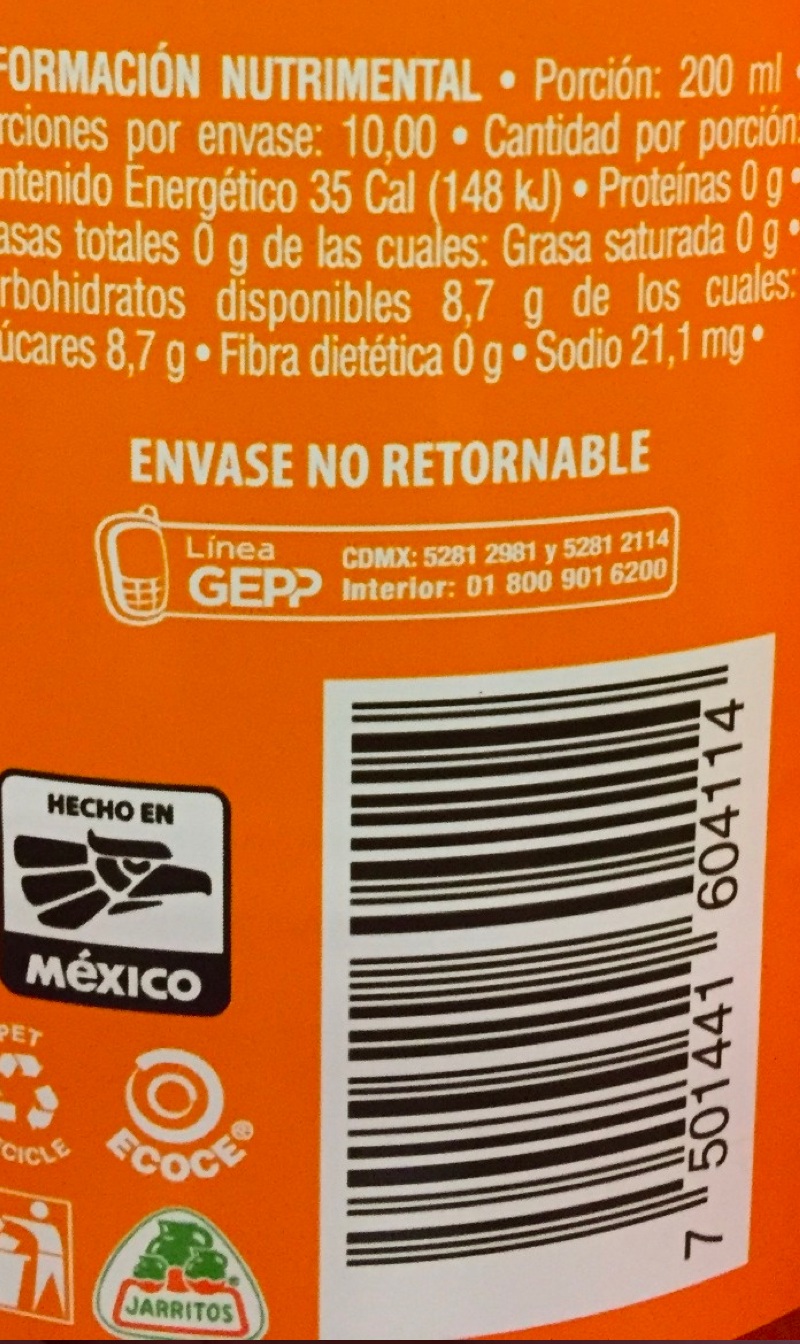 FORMACIÓN NUTRIMENTAL • Porción: 200 ml •
rciones por envase: 10,00 • Cantidad por porción:
ntenido Energético 35 Cal (148 kJ) • Proteínas 0 g •
asas totales 0 g de las cuales: Grasa saturada 0 g •
rbohidratos disponibles 8,7 g de los cuales:
úcares 8,7 g • Fibra dietética 0 g • Sodio 21,1 mg •
ENVASE NO RETORNABLE
Línea
GEPP
CDMX: 5281 2981 y 5281 2114
Interior: 01 800 901 6200
HECHO EN
MéXICO
PET
CICLE
ECOCE®
JARRITOS®
7 501441 604114